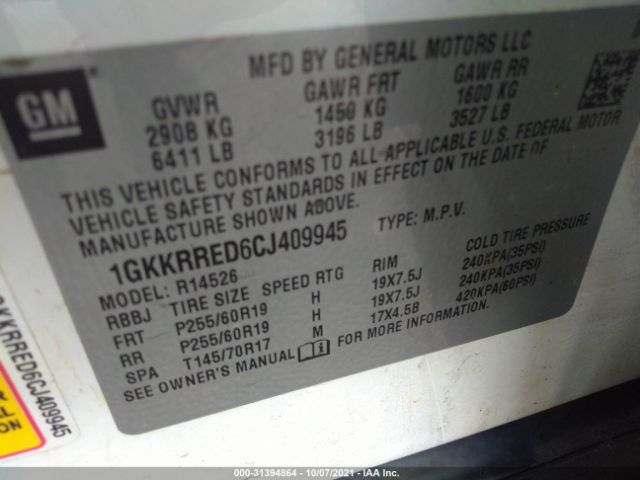 MFD BY GENERAL MOTORS LLC
GM
GVWR GAWR FRT GAWR RR
2908 KG 1450 KG 1600 KG
6411 LB 3196 LB 3527 LB
THIS VEHICLE CONFORMS TO ALL APPLICABLE U.S. FEDERAL MOTOR
VEHICLE SAFETY STANDARDS IN EFFECT ON THE DATE OF
MANUFACTURE SHOWN ABOVE.
1GKKRRED6CJ409945 TYPE: M.P.V.
MODEL: R14526
RBBJ TIRE SIZE SPEED RTG RIM COLD TIRE PRESSURE
FRT P255/60R19 H 19X7.5J 240KPA(35PSI)
RR P255/60R19 H 19X7.5J 240KPA(35PSI)
SPA T145/70R17 M 17X4.5B 420KPA(60PSI)
SEE OWNER'S MANUAL FOR MORE INFORMATION.
GKKRRED6CJ409945
000-31394864 - 10/07/2021 - IAA Inc.